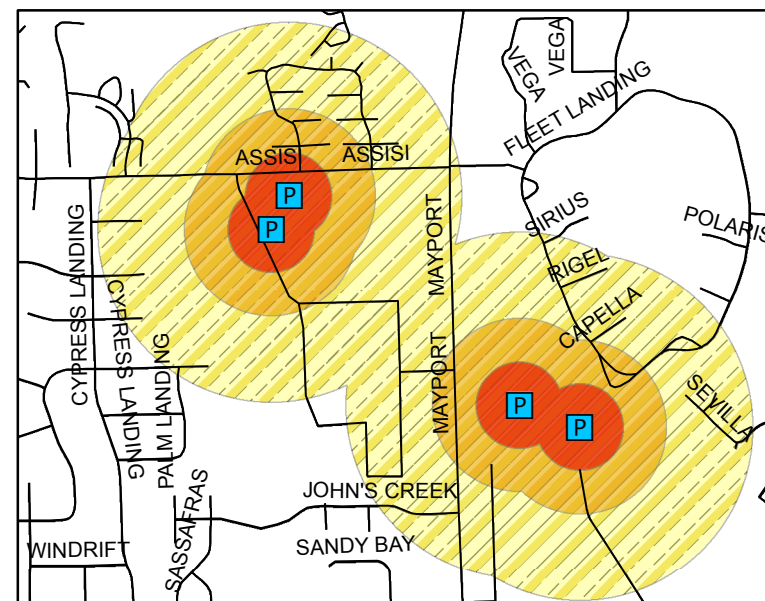 VEGA
VEGA
FLEET LANDING
ASSIS
ASSISI
P
P
SIRIUS
POLARIS
RIGEL
MAYPORT
CYPRESS LANDING
CYPRESS LANDING
CAPELLA
PALM LANDING
MAYPORT
SEVILLA
P
P
SASSAFRAS
JOHN'S CREEK
WINDRIFT
SANDY BAY